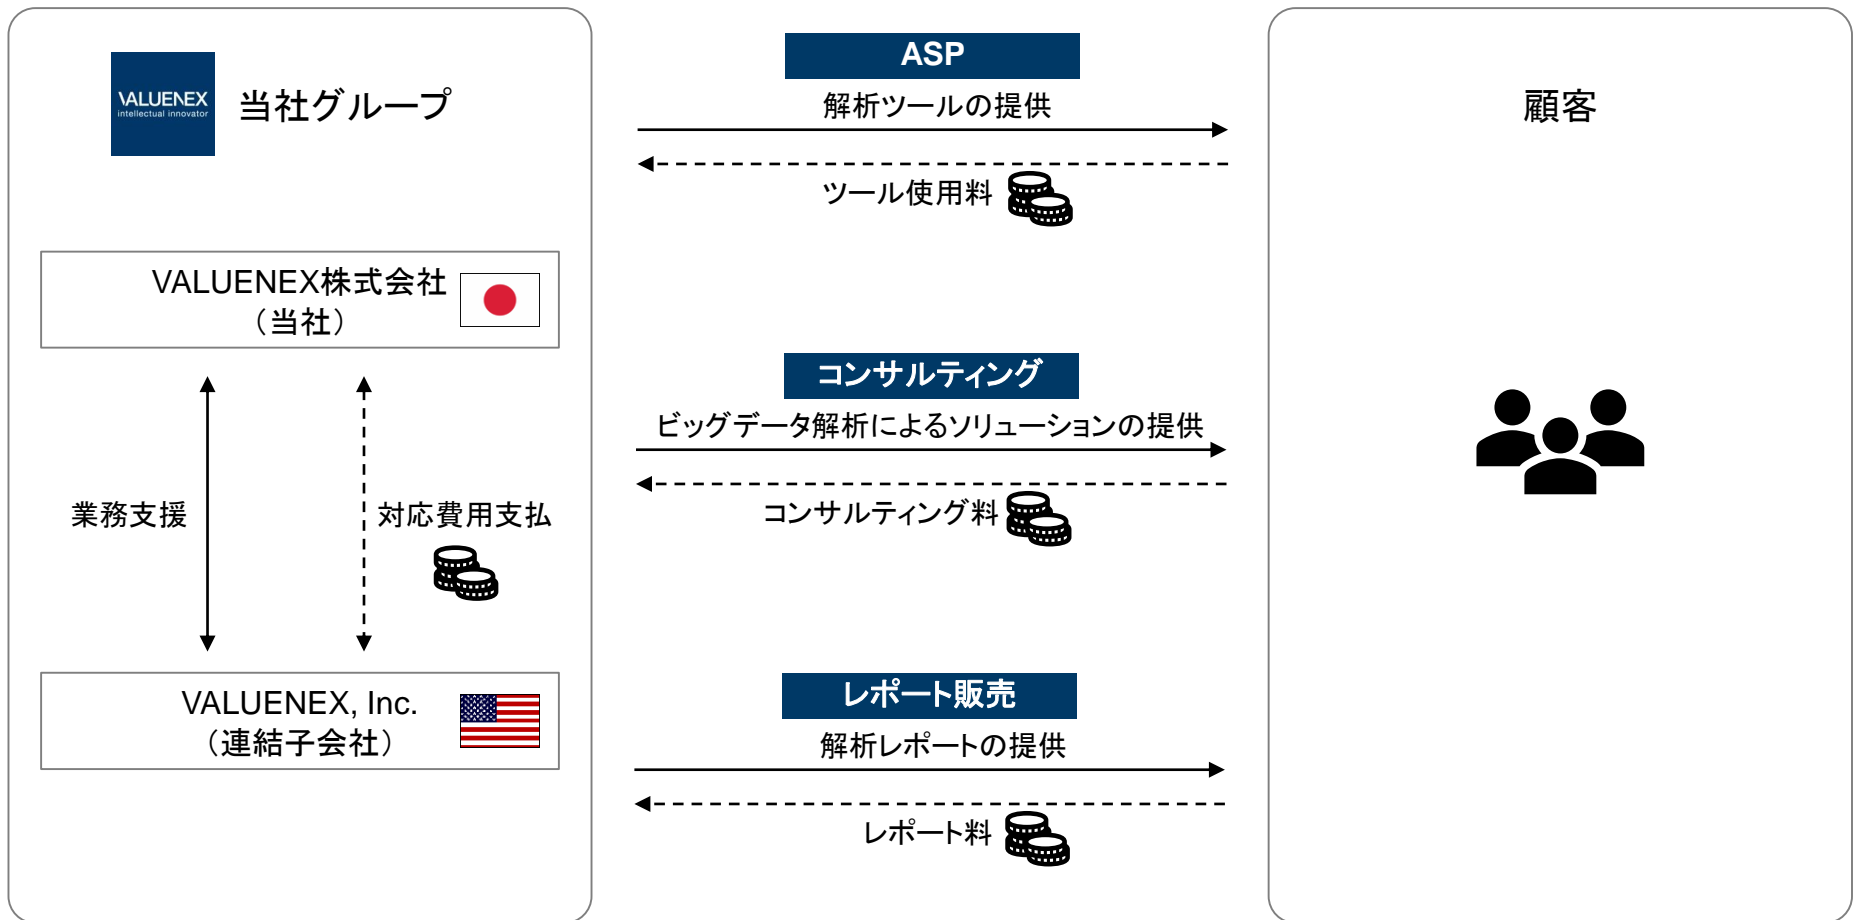 VALUENEX
intellectual innovator
当社グループ
VALUENEX株式会社
（当社）
業務支援
対応費用支払
VALUENEX, Inc.
（連結子会社）
ASP
解析ツールの提供
ツール使用料
コンサルティング
ビッグデータ解析によるソリューションの提供
コンサルティング料
レポート販売
解析レポートの提供
レポート料
顧客